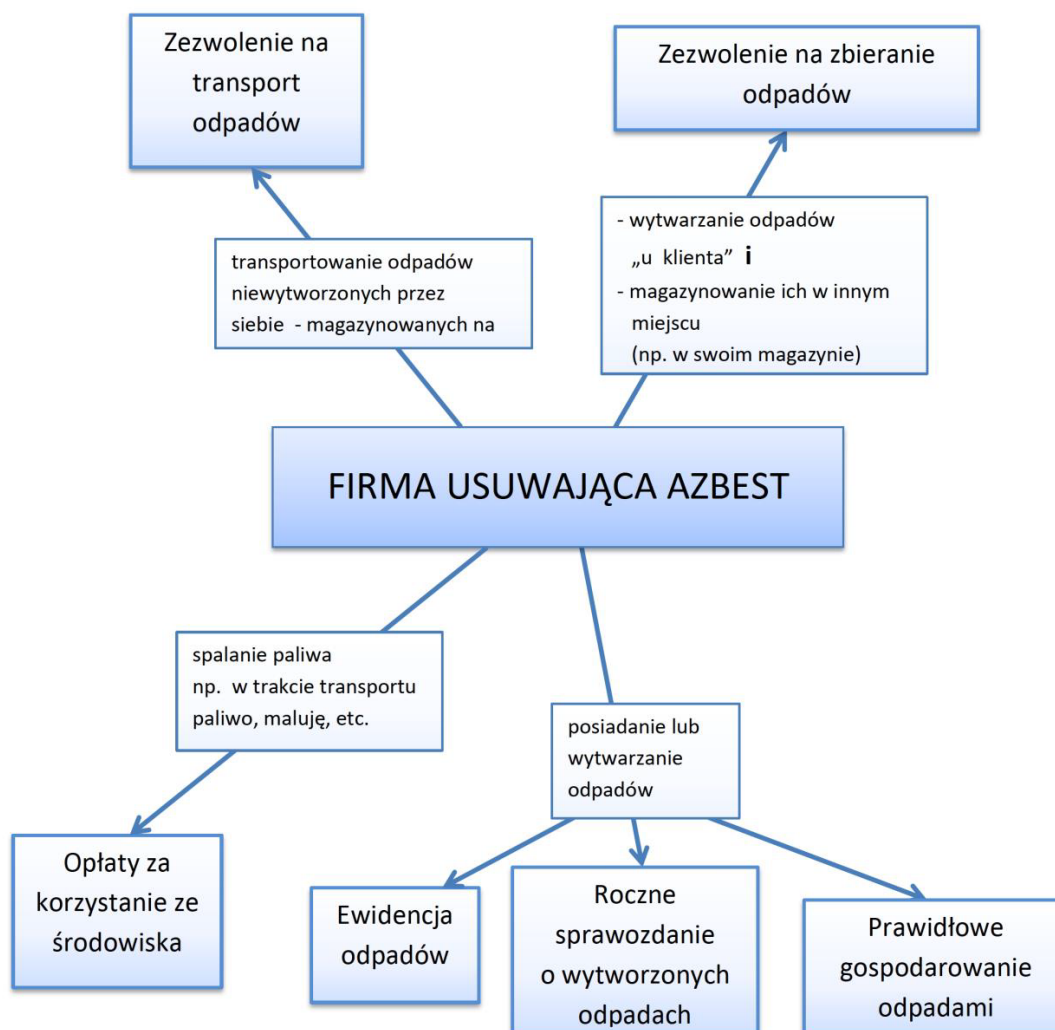 Zezwolenie na
transport
odpadów
Zezwolenie na zbieranie
odpadów
transportowanie odpadów
niewytworzonych przez
siebie - magazynowanych na
- wytwarzanie odpadów
„u klienta” i
- magazynowanie ich w innym
miejscu
(np. w swoim magazynie)
FIRMA USUWAJĄCA AZBEST
spalanie paliwa
np. w trakcie transportu
paliwo, maluję, etc.
posiadanie lub
wytwarzanie
odpadów
Opłaty za
korzystanie ze
środowiska
Ewidencja
odpadów
Roczne
sprawozdanie
o wytworzonych
odpadach
Prawidłowe
gospodarowanie
odpadami